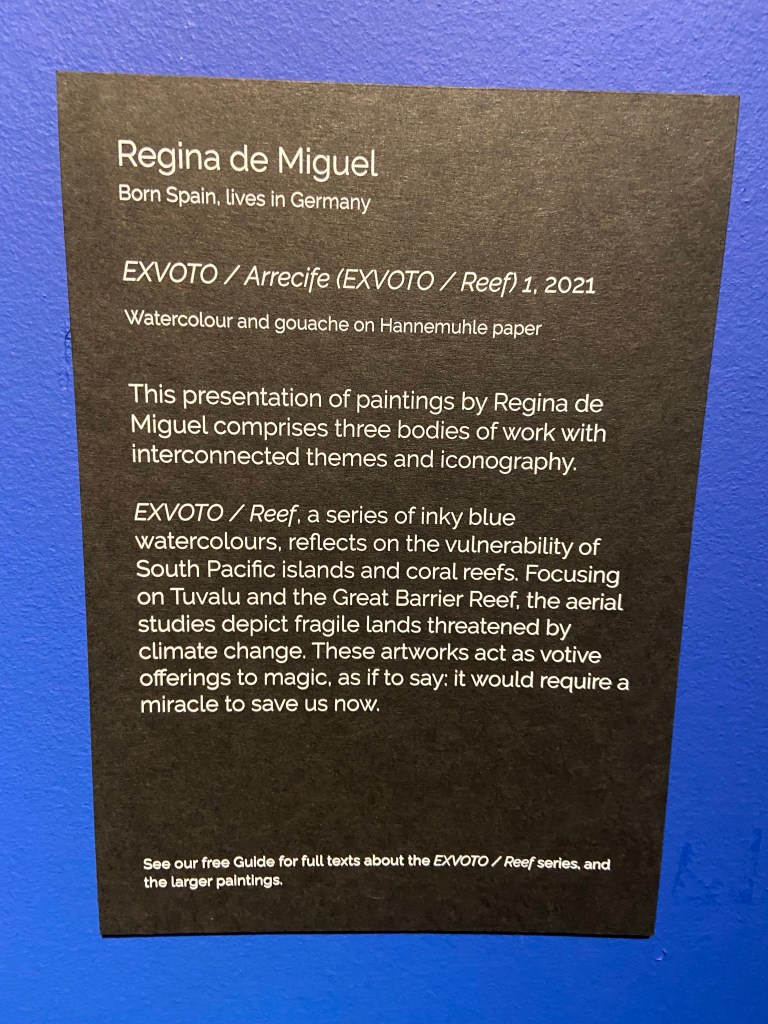 Regina de Miguel
Born Spain, lives in Germany
EXVOTO / Arrecife (EXVOTO / Reef) 1, 2021
Watercolour and gouache on Hannemuhle paper
This presentation of paintings by Regina de
Miguel comprises three bodies of work with
interconnected themes and iconography.
EXVOTO / Reef, a series of inky blue
watercolours, reflects on the vulnerability of
South Pacific islands and coral reefs. Focusing
on Tuvalu and the Great Barrier Reef, the aerial
studies depict fragile lands threatened by
climate change. These artworks act as votive
offerings to magic, as if to say: it would require a
miracle to save us now.
See our free Guide for full texts about the EXVOTO / Reef series, and
the larger paintings.